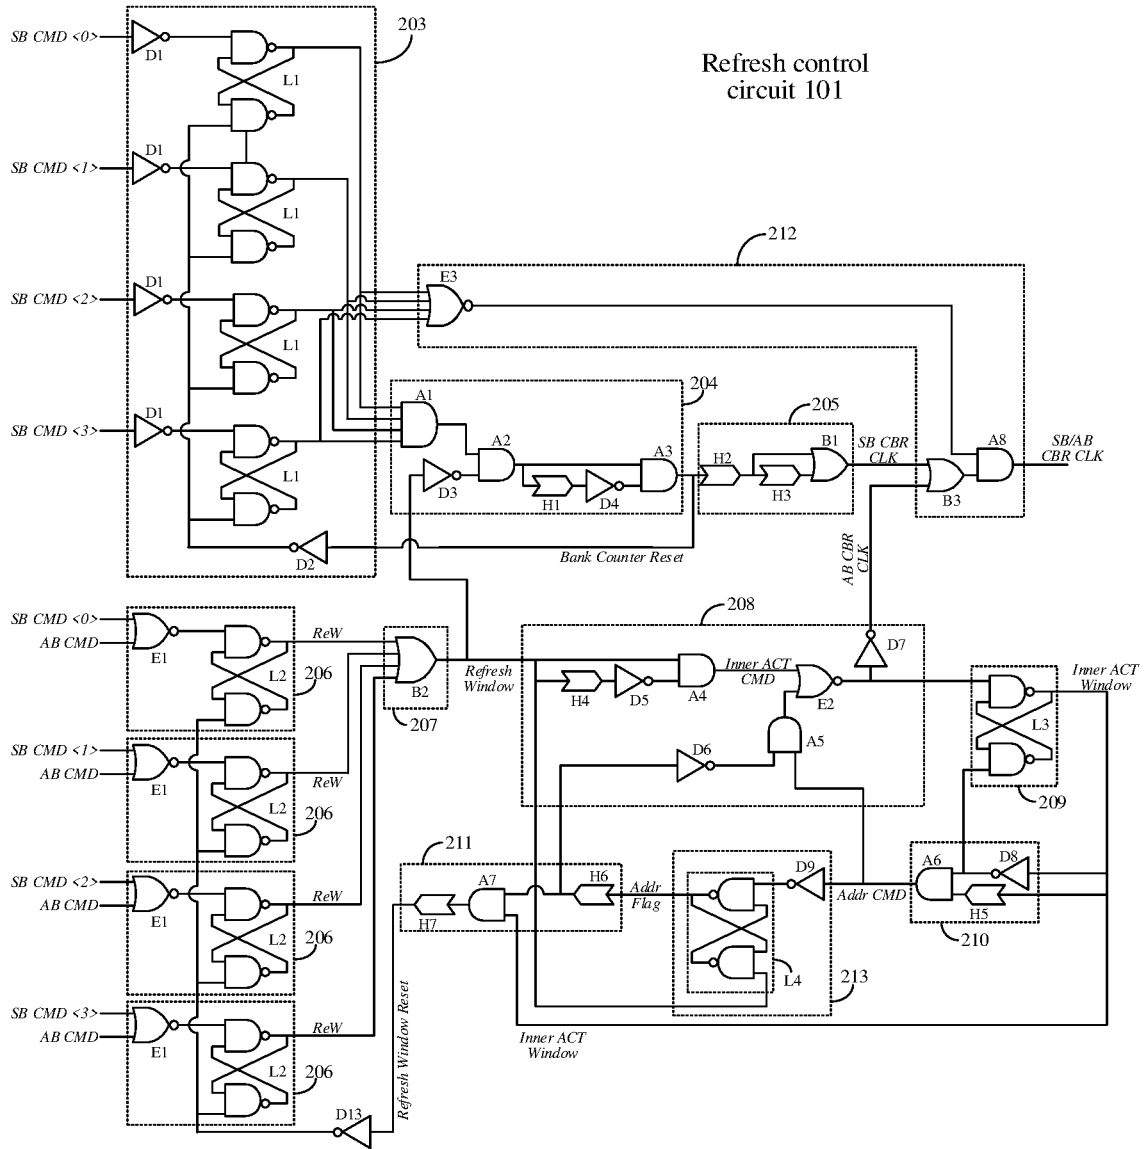 Refresh control
circuit 101
203
SB CMD <0>
D1
L1
SB CMD <1>
D1
L1
SB CMD <2>
D1
L1
SB CMD <3>
D1
L1
D2
212
E3
204
A1
A2
A3
D3
H1
D4
205
H2
H3
B1
SB CBR
CLK
B3
A8
SB/AB
CBR CLK
Bank Counter Reset
AB CBR
CLK
SB CMD <0>
AB CMD
E1
L2
ReW
206
SB CMD <1>
AB CMD
E1
L2
ReW
206
SB CMD <2>
AB CMD
E1
L2
ReW
206
SB CMD <3>
AB CMD
E1
L2
ReW
206
D13
B2
207
Refresh
Window
208
H4
D5
A4
Inner ACT
CMD
E2
D7
D6
A5
L3
209
Inner ACT
Window
211
A7
H7
H6
Addr
Flag
D9
L4
213
Addr CMD
A6
D8
H5
210
Inner ACT
Window
Refresh Window Reset